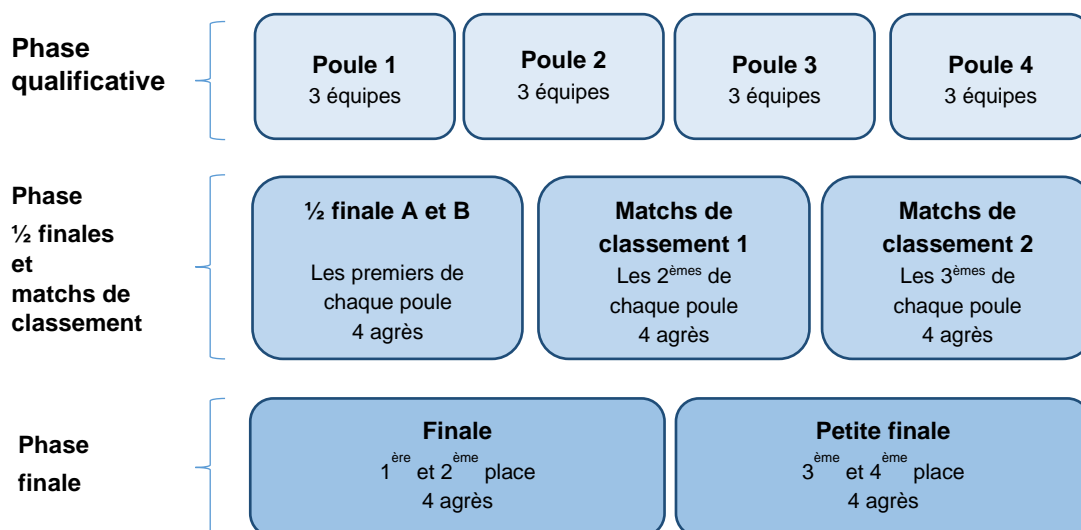 Phase
qualificative
Poule 1
3 équipes
Poule 2
3 équipes
Poule 3
3 équipes
Poule 4
3 équipes
Phase
½ finales
et
matchs de
classement
½ finale A et B
Les premiers de
chaque poule
4 agrès
Matchs de
classement 1
Les 2èmes de
chaque poule
4 agrès
Matchs de
classement 2
Les 3èmes de
chaque poule
4 agrès
Phase
finale
Finale
1ère et 2ème place
4 agrès
Petite finale
3ème et 4ème place
4 agrès